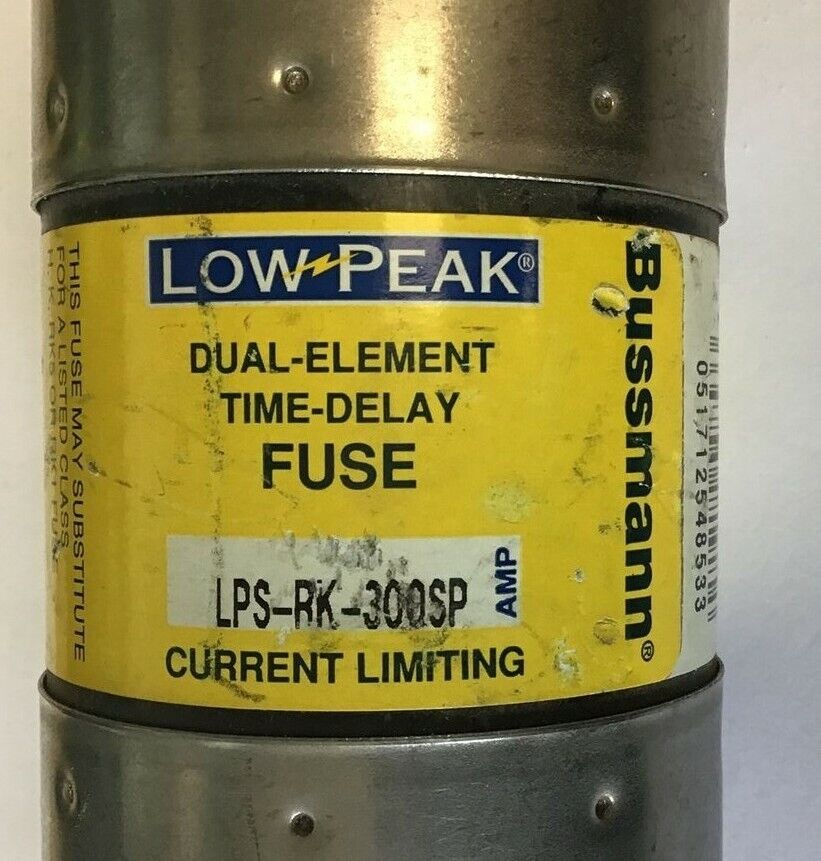 LOW PEAK®
DUAL-ELEMENT
TIME-DELAY
FUSE
LPS-RK-300SP
AMP
CURRENT LIMITING
Bussmann®
THIS FUSE MAY SUBSTITUTE
FOR A LISTED CLASS
051712548533